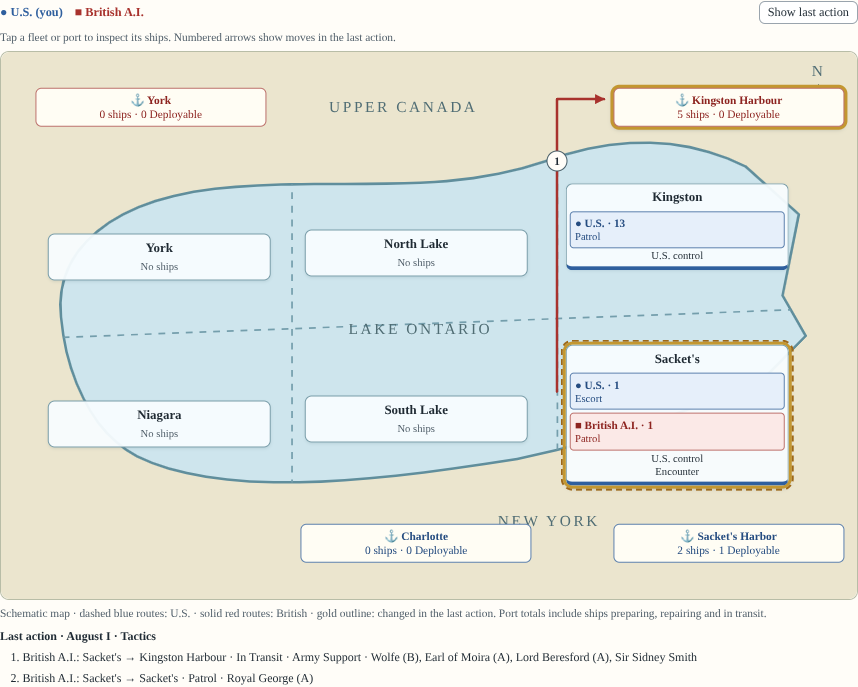 ● U.S. (you) ■ British A.I.
Show last action
Tap a fleet or port to inspect its ships. Numbered arrows show moves in the last action.
N
⚓ York
0 ships · 0 Deployable
UPPER CANADA
⚓ Kingston Harbour
5 ships · 0 Deployable
1
Kingston
● U.S. · 13
Patrol
U.S. control
York
No ships
North Lake
No ships
LAKE ONTARIO
Sacket's
● U.S. · 1
Escort
■ British A.I. · 1
Patrol
U.S. control
Encounter
Niagara
No ships
South Lake
No ships
NEW YORK
⚓ Charlotte
0 ships · 0 Deployable
⚓ Sacket's Harbor
2 ships · 1 Deployable
Schematic map · dashed blue routes: U.S. · solid red routes: British · gold outline: changed in the last action. Port totals include ships preparing, repairing and in transit.
Last action · August I · Tactics
1. British A.I.: Sacket's → Kingston Harbour · In Transit · Army Support · Wolfe (B), Earl of Moira (A), Lord Beresford (A), Sir Sidney Smith
2. British A.I.: Sacket's → Sacket's · Patrol · Royal George (A)